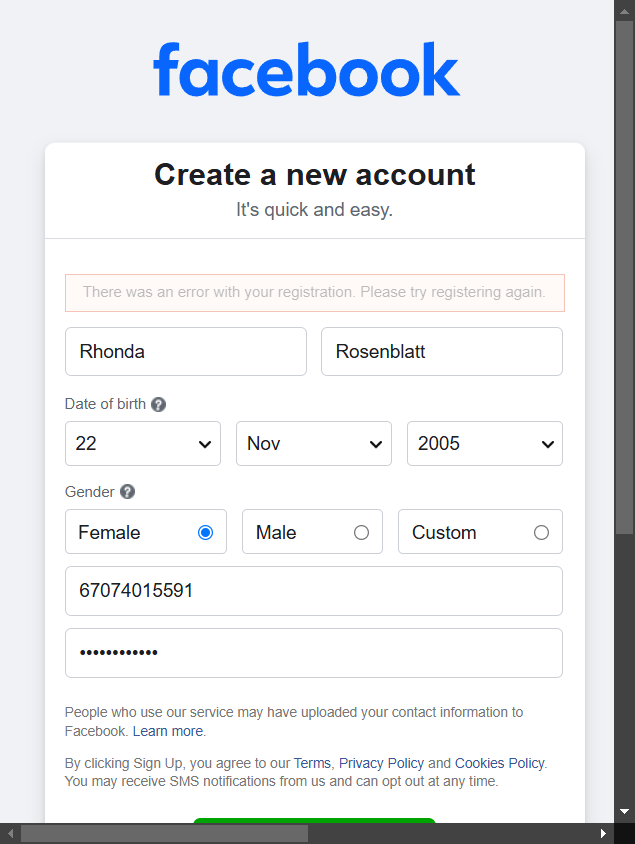 facebook
Create a new account
It's quick and easy.
There was an error with your registration. Please try registering again.
Rhonda Rosenblatt
Date of birth ?
22 Nov 2005
Gender ?
Female Male Custom
67074015591
••••••••••••
People who use our service may have uploaded your contact information to
Facebook. Learn more.
By clicking Sign Up, you agree to our Terms, Privacy Policy and Cookies Policy.
You may receive SMS notifications from us and can opt out at any time.